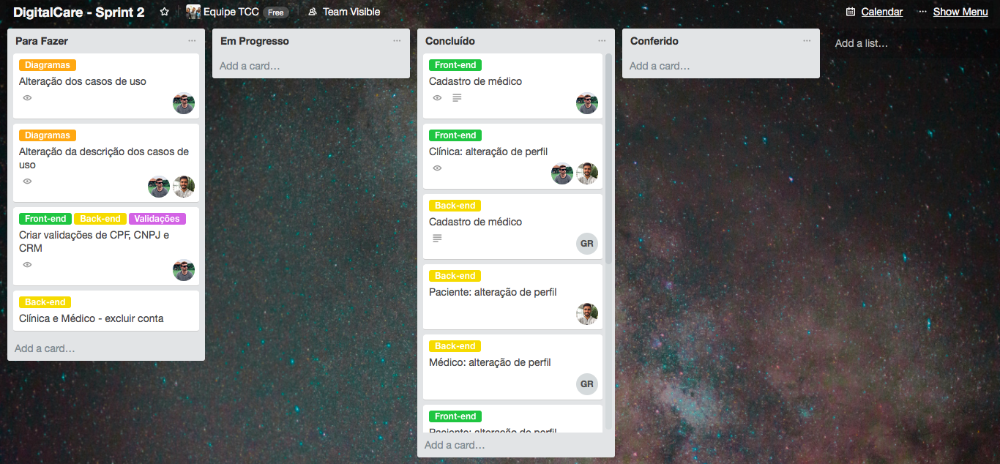 DigitalCare - Sprint 2
Equipe TCC Free
Team Visible
Calendar
Show Menu
Para Fazer
Diagramas
Alteração dos casos de uso
Diagramas
Alteração da descrição dos casos de
uso
Front-end Back-end Validações
Criar validações de CPF, CNPJ e
CRM
Back-end
Clínica e Médico - excluir conta
Add a card…
Em Progresso
Add a card…
Concluído
Front-end
Cadastro de médico
Front-end
Clínica: alteração de perfil
Back-end
Cadastro de médico
GR
Back-end
Paciente: alteração de perfil
Back-end
Médico: alteração de perfil
GR
Front-end
Paciente: alteração de perfil
Add a card…
Conferido
Add a card…
Add a list…